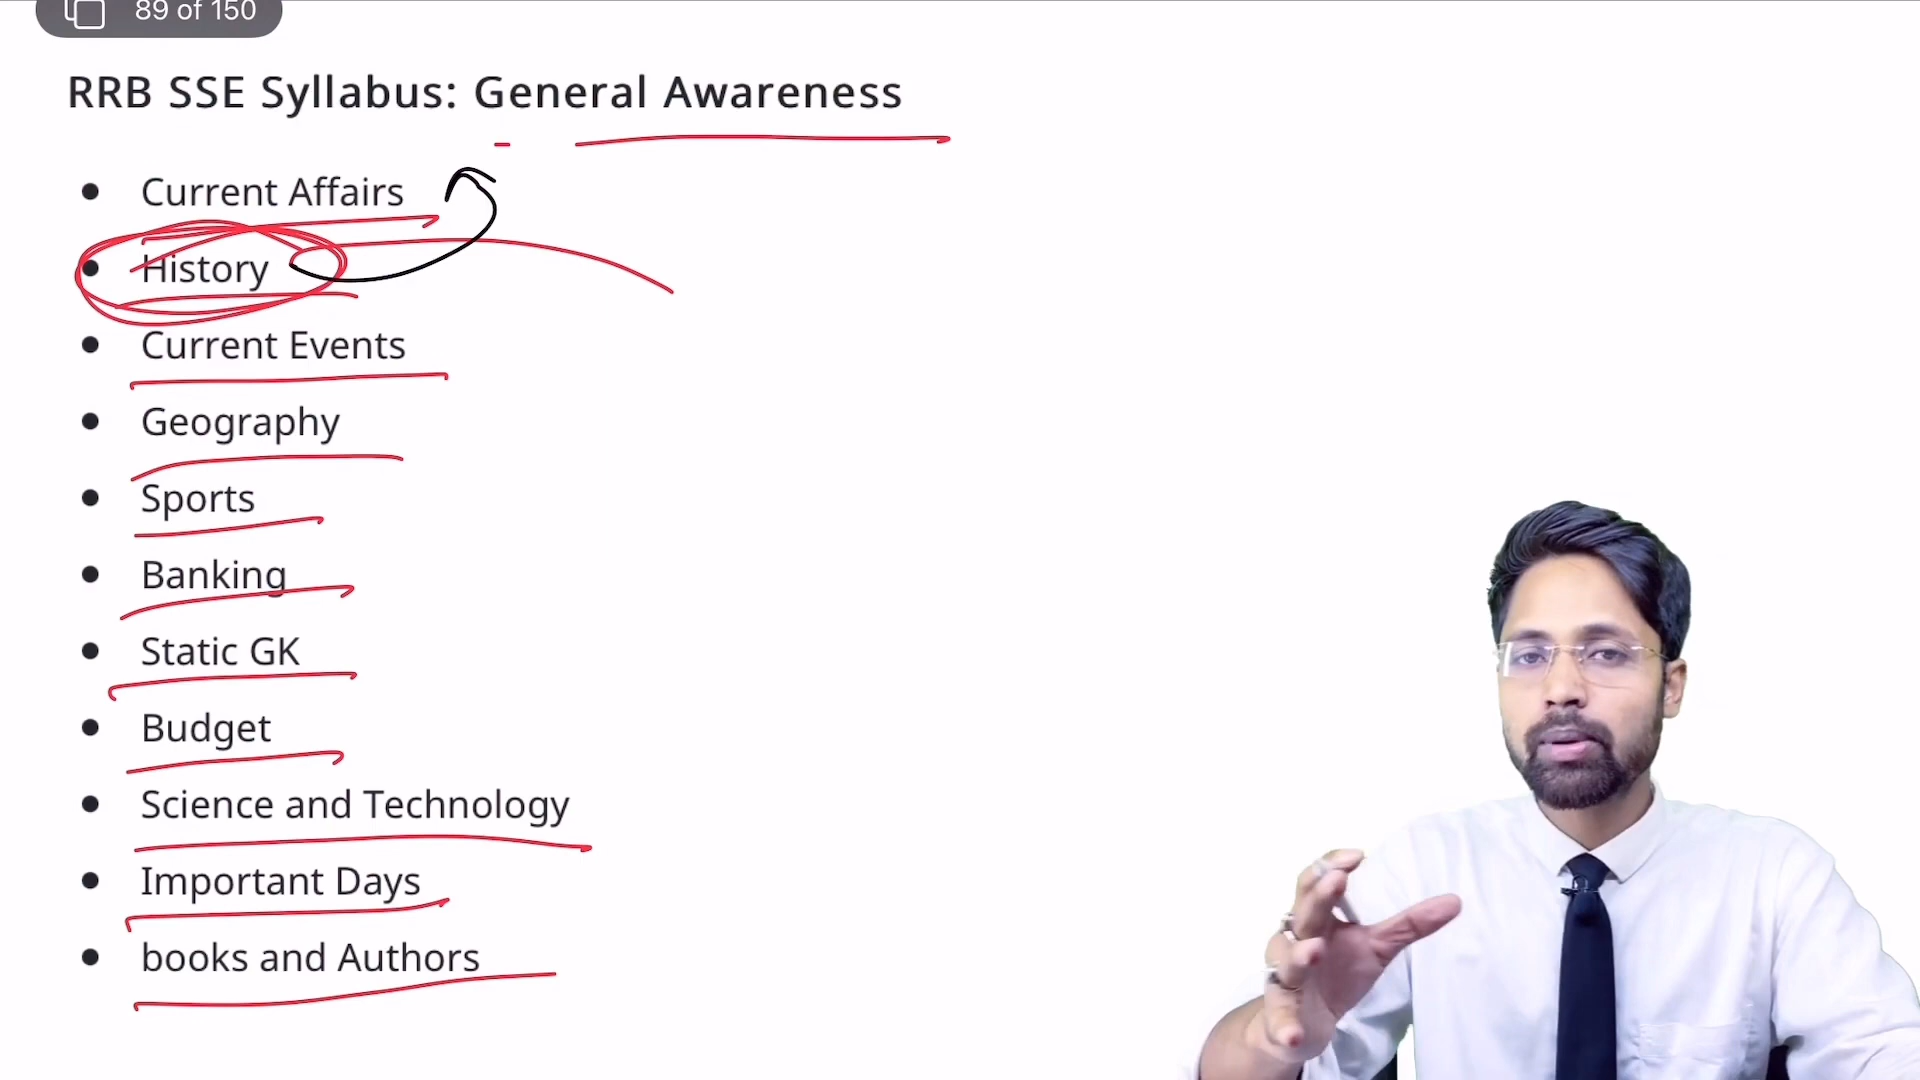 89 of 150
RRB SSE Syllabus: General Awareness
● Current Affairs
● History
● Current Events
● Geography
● Sports
● Banking
● Static GK
● Budget
● Science and Technology
● Important Days
● books and Authors